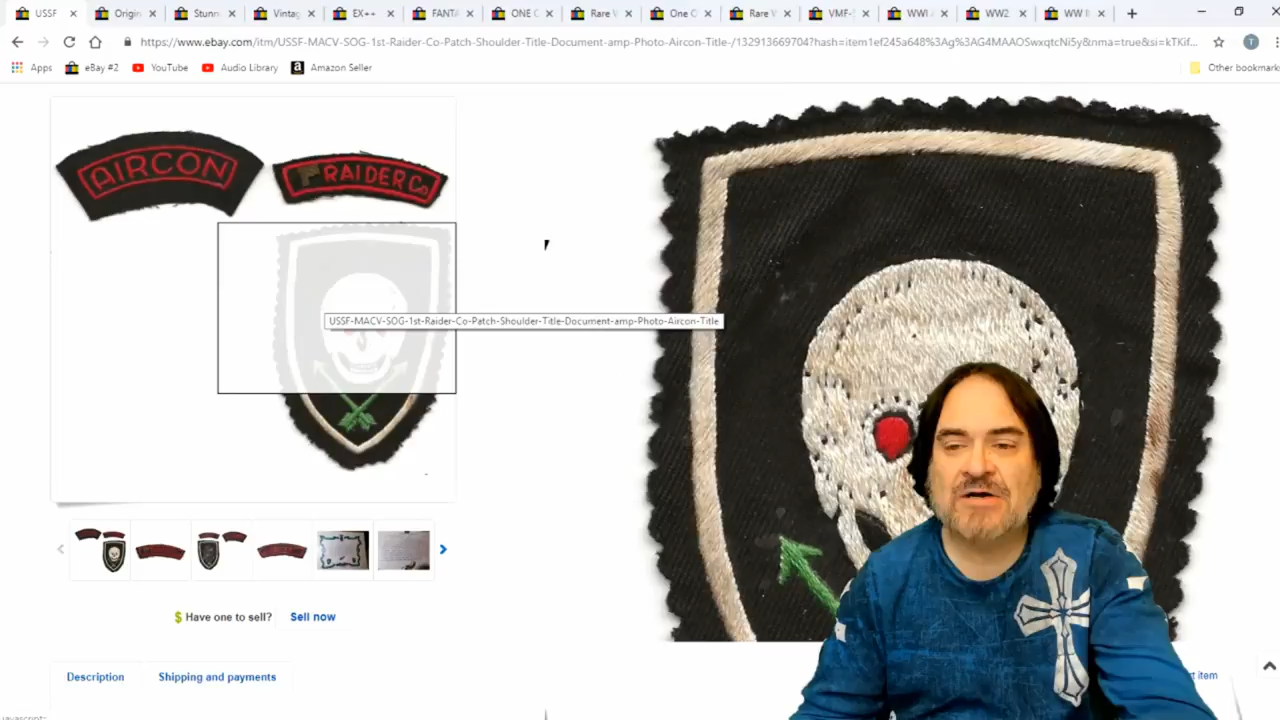 USSF
Origin
Stunn
Vintag
EX++
FANTA
ONE C
Rare W
One O
Rare W
VMF-
WWI
WW2
WW II
https://www.ebay.com/itm/USSF-MACV-SOG-1st-Raider-Co-Patch-Shoulder-Title-Document-amp-Photo-Aircon-Title-/132913669704?hash=item1ef245a648%3Ag%3AG4MAAOSwxqtcNi5y&nma=true&si=kTKif...
T
Apps
eBay #2
YouTube
Audio Library
Amazon Seller
Other bookmark
AIRCON
1ST RAIDER Co
USSF-MACV-SOG-1st-Raider-Co-Patch-Shoulder-Title-Document-amp-Photo-Aircon-Title
Have one to sell? Sell now
Description
Shipping and payments
t item